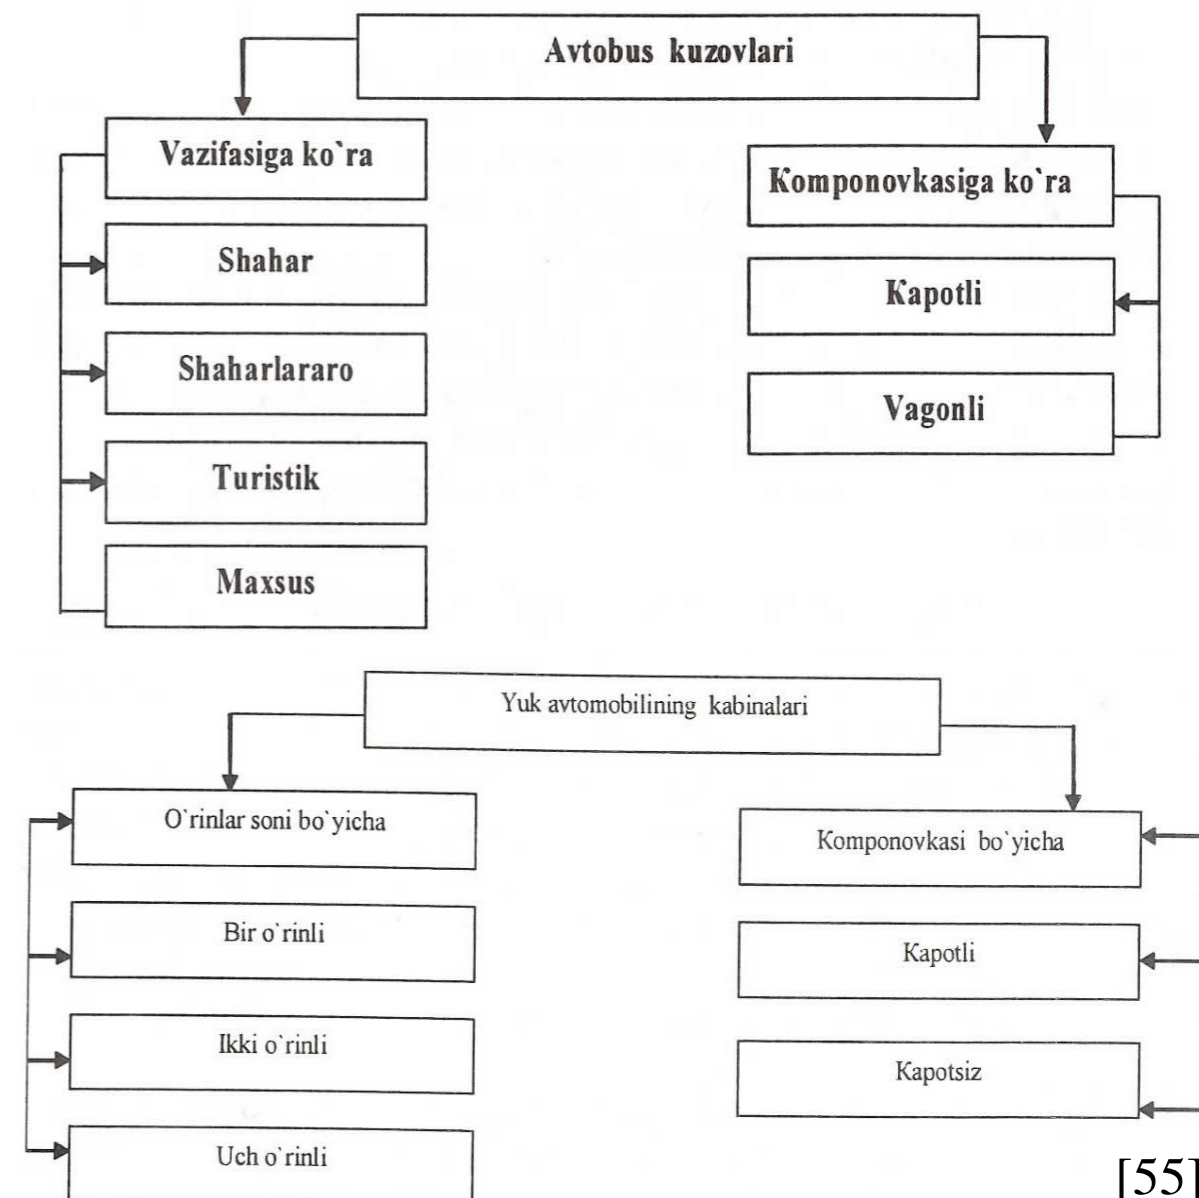 Avtobus kuzovlari
Vazifasiga ko`ra
Shahar
Shaharlararo
Turistik
Maxsus
Komponovkasiga ko`ra
Kapotli
Vagonli
Yuk avtomobilining kabinalari
O`rinlar soni bo`yicha
Bir o`rinli
Ikki o`rinli
Uch o`rinli
Komponovkasi bo`yicha
Kapotli
Kapotsiz
[55]